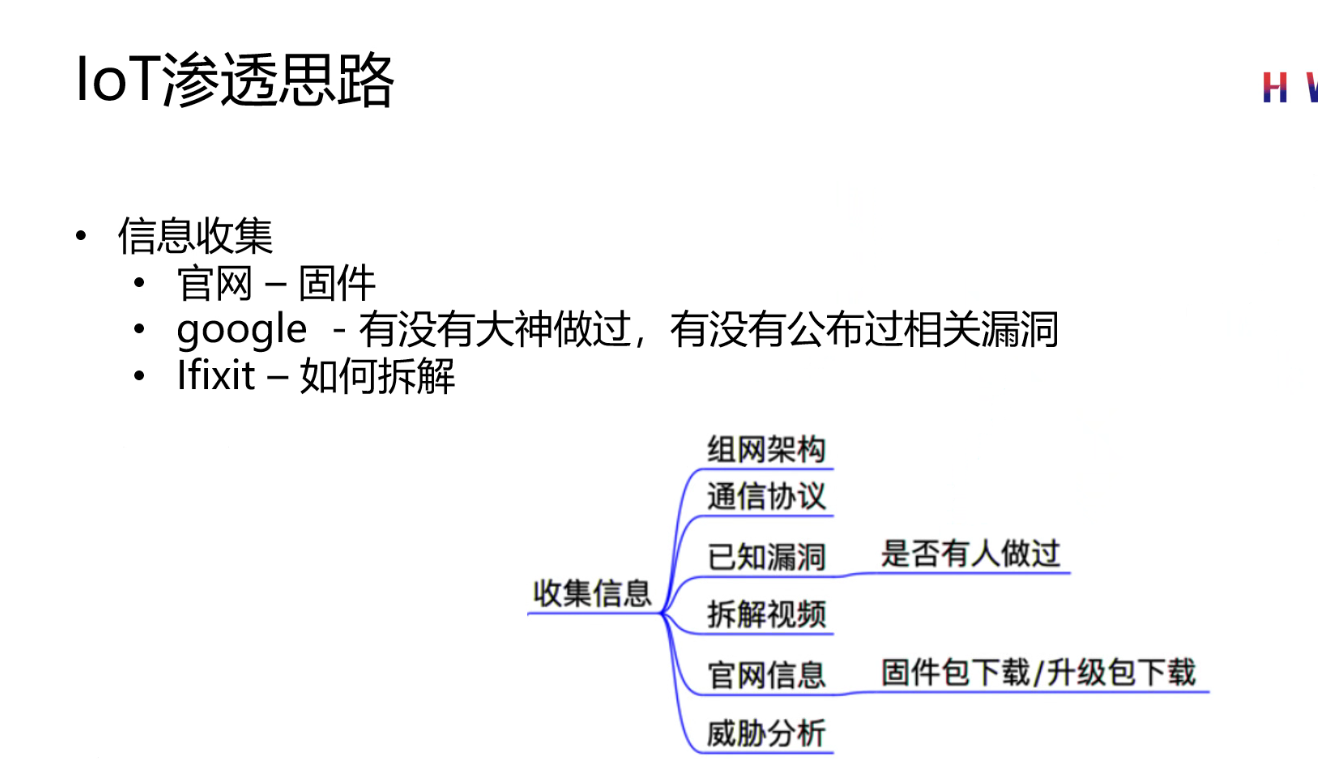 IoT渗透思路
H
• 信息收集
• 官网 – 固件
• google - 有没有大神做过，有没有公布过相关漏洞
• Ifixit – 如何拆解
组网架构
通信协议
已知漏洞
是否有人做过
收集信息
拆解视频
官网信息
固件包下载/升级包下载
威胁分析